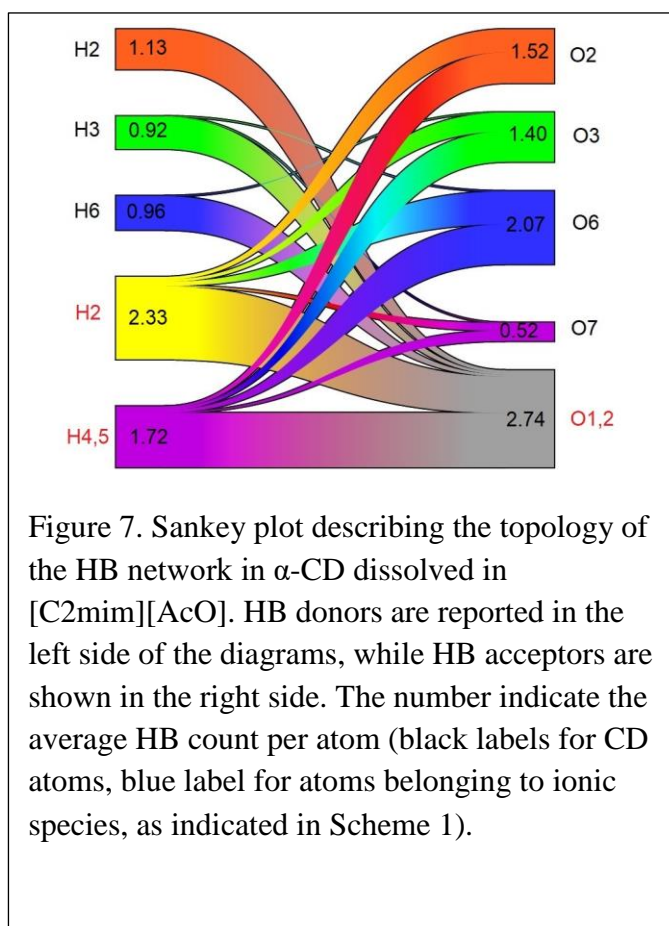 H2 1.13 1.52 O2
H3 0.92 1.40 O3
H6 0.96 2.07 O6
H2 2.33 0.52 O7
H4,5 1.72 2.74 O1,2
Figure 7. Sankey plot describing the topology of
the HB network in α-CD dissolved in
[C2mim][AcO]. HB donors are reported in the
left side of the diagrams, while HB acceptors are
shown in the right side. The number indicate the
average HB count per atom (black labels for CD
atoms, blue label for atoms belonging to ionic
species, as indicated in Scheme 1).